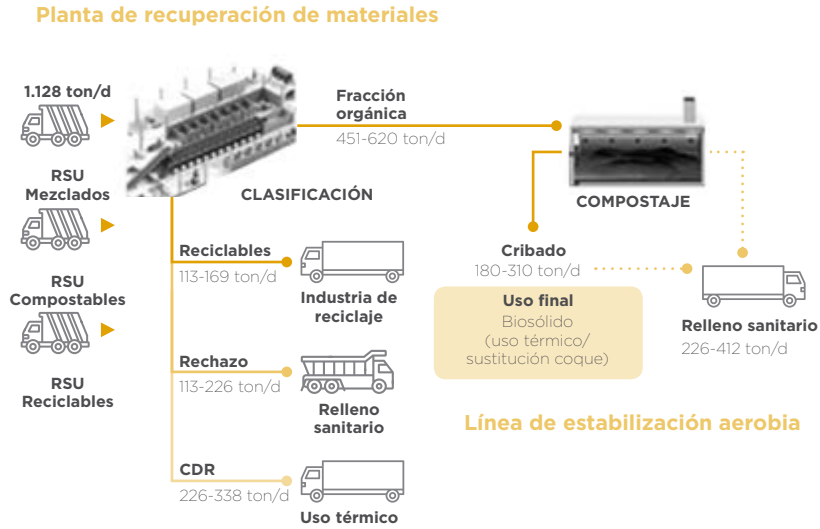 Planta de recuperación de materiales
1.128 ton/d
RSU
Mezclados
RSU
Compostables
RSU
Reciclables
CLASIFICACIÓN
Fracción
orgánica
451-620 ton/d
Reciclables
113-169 ton/d
Industria de
reciclaje
Rechazo
113-226 ton/d
Relleno
sanitario
CDR
226-338 ton/d
Uso térmico
COMPOSTAJE
Cribado
180-310 ton/d
Uso final
Biosólido
(uso térmico/
sustitución coque)
Relleno sanitario
226-412 ton/d
Línea de estabilización aerobia